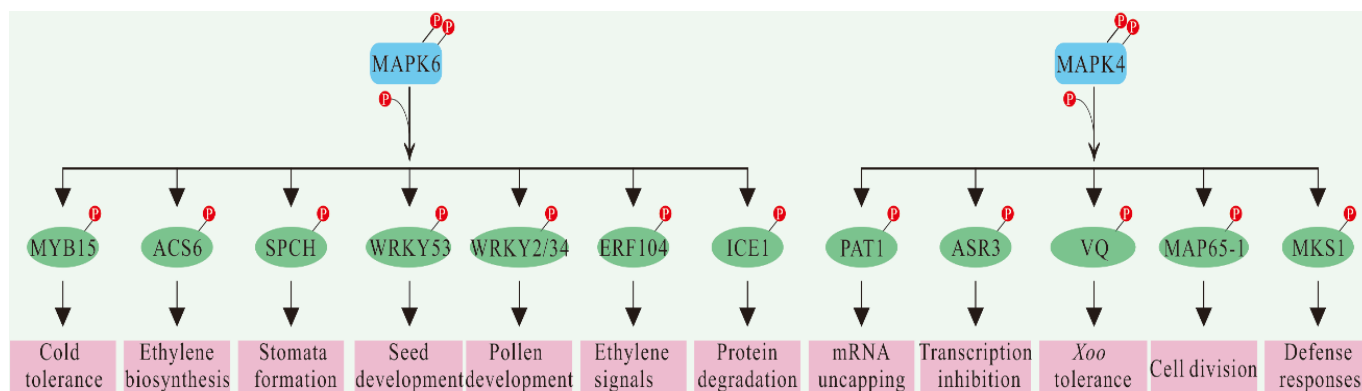 P P
MAPK6
P
P P
MAPK4
P
P P P P P P P P P P P P
MYB15 ACS6 SPCH WRKY53 WRKY2/34 ERF104 ICE1 PAT1 ASR3 VQ MAP65-1 MKS1
Cold
tolerance
Ethylene
biosynthesis
Stomata
formation
Seed
development
Pollen
development
Ethylene
signals
Protein
degradation
mRNA
uncapping
Transcription
inhibition
Xoo
tolerance
Cell division
Defense
responses